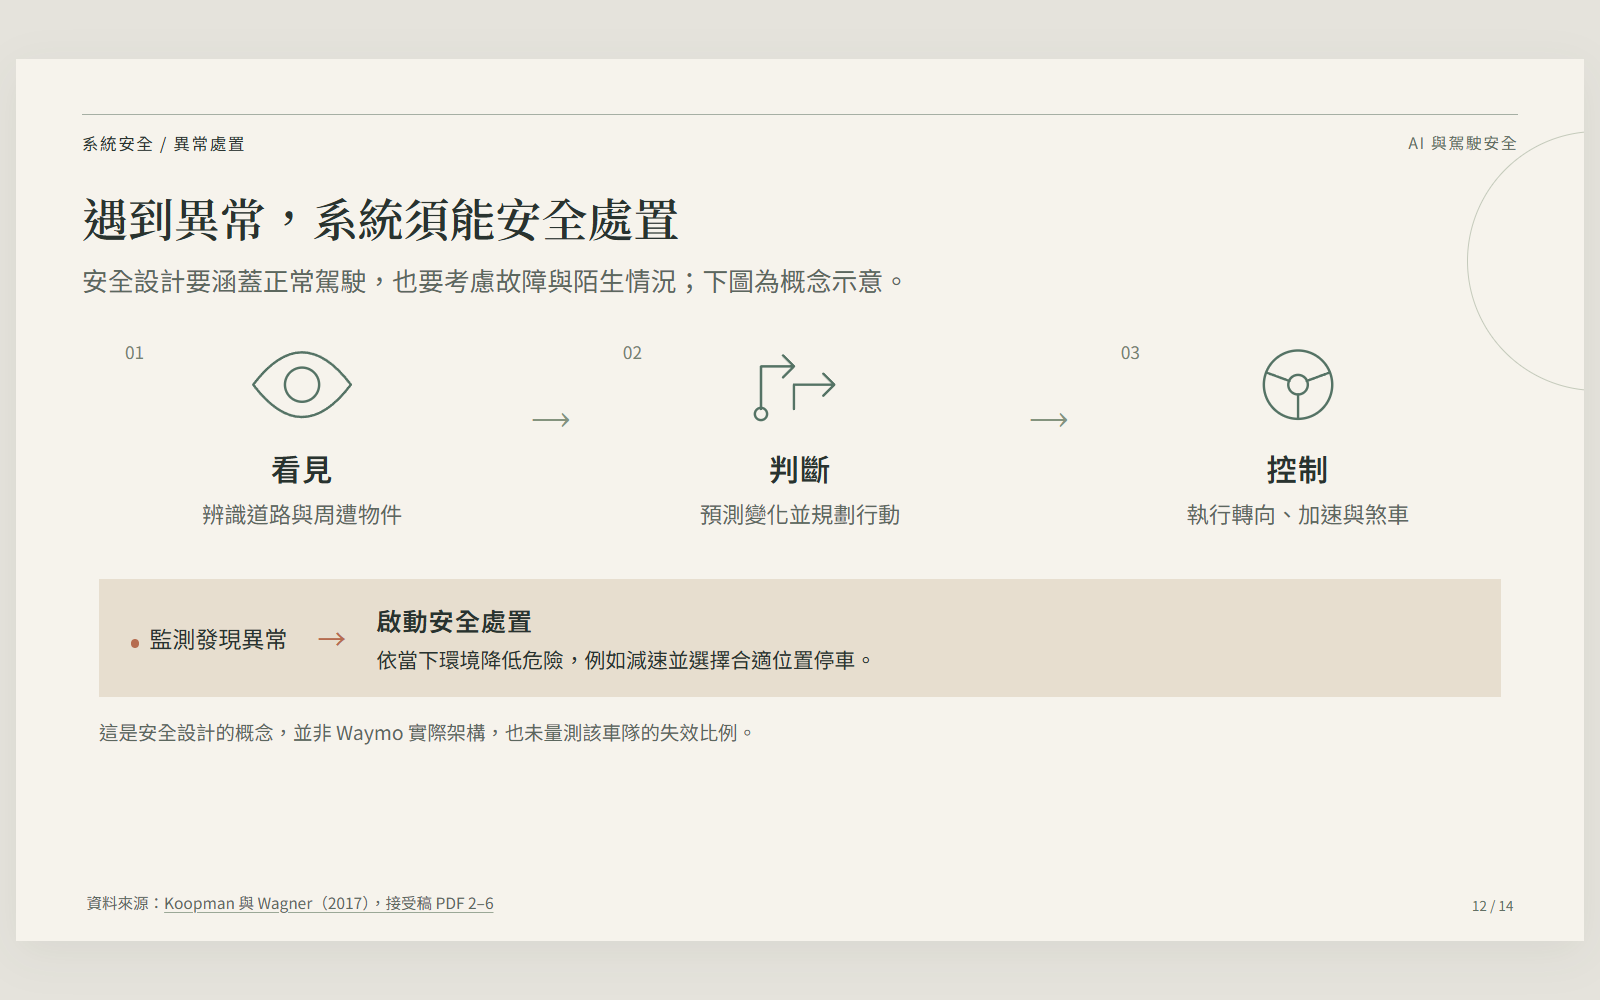 系統安全 / 異常處置
AI 與駕駛安全
遇到異常，系統須能安全處置
安全設計要涵蓋正常駕駛，也要考慮故障與陌生情況；下圖為概念示意。
01
看見
辨識道路與周遭物件
→
02
判斷
預測變化並規劃行動
→
03
控制
執行轉向、加速與煞車
• 監測發現異常 →
啟動安全處置
依當下環境降低危險，例如減速並選擇合適位置停車。
這是安全設計的概念，並非 Waymo 實際架構，也未量測該車隊的失效比例。
資料來源：Koopman 與 Wagner（2017），接受稿 PDF 2–6
12 / 14